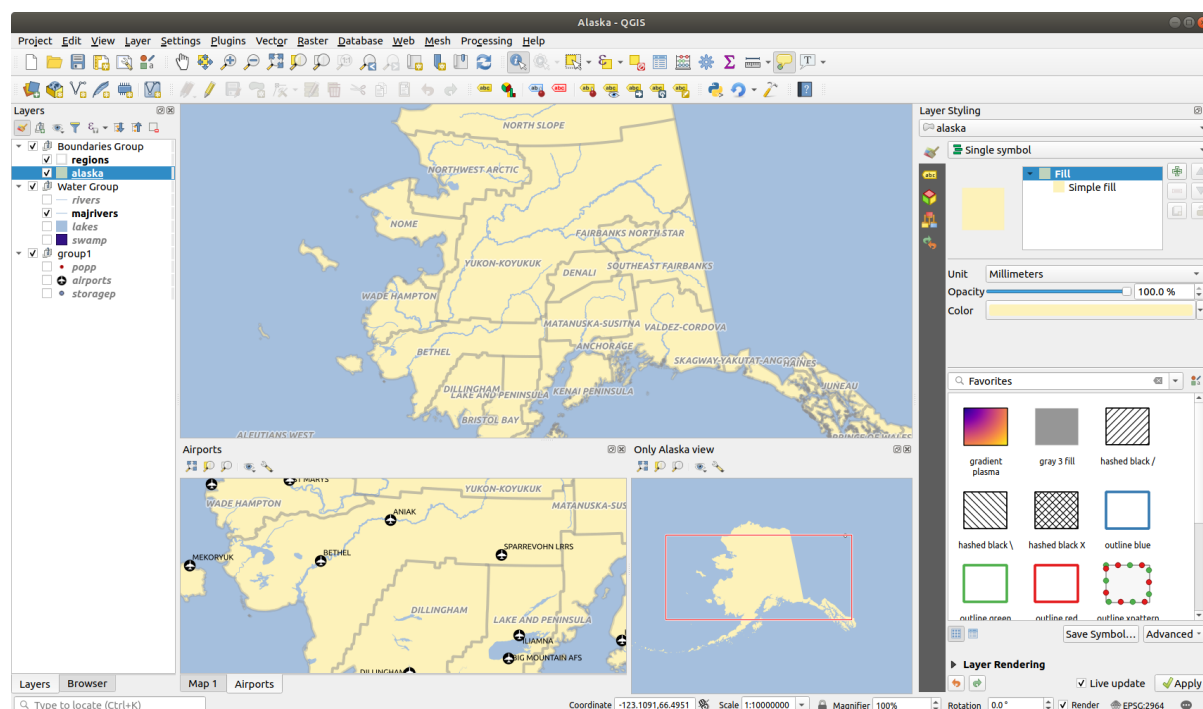 Alaska - QGIS
Project Edit View Layer Settings Plugins Vector Raster Database Web Mesh Processing Help
Layers
Boundaries Group
regions
alaska
Water Group
rivers
majrivers
lakes
swamp
group1
popp
airports
storagep
Layers Browser
NORTH SLOPE
NORTHWEST ARCTIC
NOME
FAIRBANKS NORTH STAR
YUKON-KOYUKUK
SOUTHEAST FAIRBANKS
DENALI
WADE HAMPTON
MATANUSKA-SUSITNA
VALDEZ-CORDOVA
ANCHORAGE
BETHEL
SKAGWAY-YAKUTAT-ANGOON
HAINES
JUNEAU
DILLINGHAM
LAKE AND PENINSULA
KENAI PENINSULA
BRISTOL BAY
ALEUTIANS WEST
PRINCE OF WALES
Airports
ST MARYS
YUKON-KOYUKUK
WADE HAMPTON
MATANUSKA-SUS
ANIAK
SPARREVOHN LRRS
BETHEL
MEKORYUK
DILLINGHAM
LAKE AND PENINSULA
ILIAMNA
BIG MOUNTAIN AFS
DILLINGHAM
Map 1 Airports
Only Alaska view
Layer Styling
alaska
Single symbol
Fill
Simple fill
Unit Millimeters
Opacity 100.0 %
Color
Favorites
gradient plasma
gray 3 fill
hashed black /
hashed black \
hashed black X
outline blue
outline green
outline red
outline xpattern
Save Symbol... Advanced
Layer Rendering
Live update Apply
Type to locate (Ctrl+K)
Coordinate -123.1091,66.4951 Scale 1:10000000 Magnifier 100% Rotation 0.0 ° Render EPSG:2964